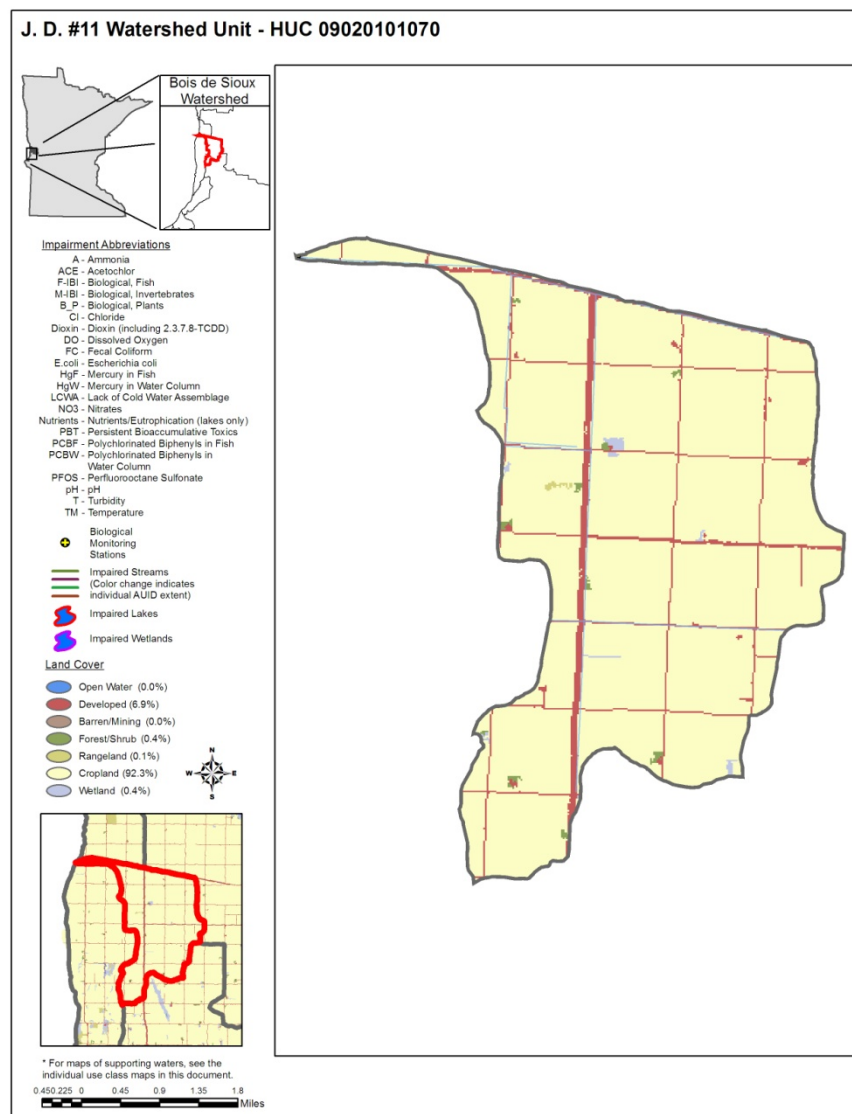 J. D. #11 Watershed Unit - HUC 09020101070
Bois de Sioux
Watershed
Impairment Abbreviations
A - Ammonia
ACE - Acetochlor
F-IBI - Biological, Fish
M-IBI - Biological, Invertebrates
B_P - Biological, Plants
Cl - Chloride
Dioxin - Dioxin (including 2.3.7.8-TCDD)
DO - Dissolved Oxygen
FC - Fecal Coliform
E.coli - Escherichia coli
HgF - Mercury in Fish
HgW - Mercury in Water Column
LCWA - Lack of Cold Water Assemblage
NO3 - Nitrates
Nutrients - Nutrients/Eutrophication (lakes only)
PBT - Persistent Bioaccumulative Toxics
PCBF - Polychlorinated Biphenyls in Fish
PCBW - Polychlorinated Biphenyls in
Water Column
PFOS - Perfluorooctane Sulfonate
pH - pH
T - Turbidity
TM - Temperature
Biological
Monitoring
Stations
Impaired Streams
(Color change indicates
individual AUID extent)
Impaired Lakes
Impaired Wetlands
Land Cover
Open Water (0.0%)
Developed (6.9%)
Barren/Mining (0.0%)
Forest/Shrub (0.4%)
Rangeland (0.1%)
Cropland (92.3%)
Wetland (0.4%)
N
W E
S
* For maps of supporting waters, see the
individual use class maps in this document.
0.45 0.225 0 0.45 0.9 1.35 1.8
Miles